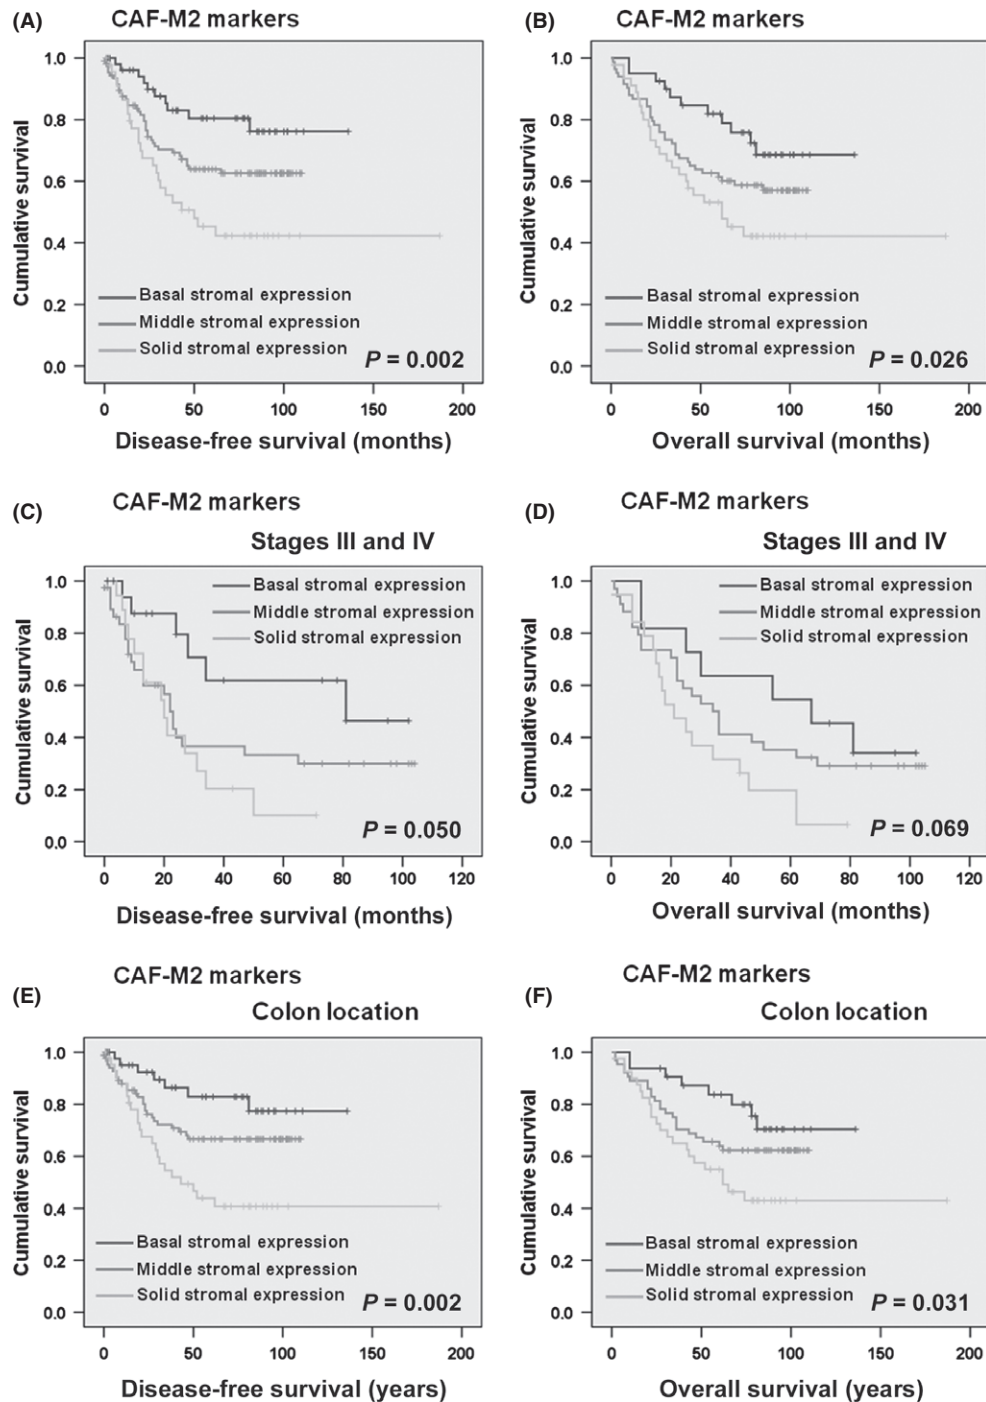 (A) CAF-M2 markers
Cumulative survival
1.0
0.8
0.6
0.4
0.2
0.0
Basal stromal expression
Middle stromal expression
Solid stromal expression
P = 0.002
0 50 100 150 200
Disease-free survival (months)
(B) CAF-M2 markers
Cumulative survival
1.0
0.8
0.6
0.4
0.2
0.0
Basal stromal expression
Middle stromal expression
Solid stromal expression
P = 0.026
0 50 100 150 200
Overall survival (months)
(C) CAF-M2 markers
Stages III and IV
Cumulative survival
1.0
0.8
0.6
0.4
0.2
0.0
Basal stromal expression
Middle stromal expression
Solid stromal expression
P = 0.050
0 20 40 60 80 100 120
Disease-free survival (months)
(D) CAF-M2 markers
Stages III and IV
Cumulative survival
1.0
0.8
0.6
0.4
0.2
0.0
Basal stromal expression
Middle stromal expression
Solid stromal expression
P = 0.069
0 20 40 60 80 100 120
Overall survival (months)
(E) CAF-M2 markers
Colon location
Cumulative survival
1.0
0.8
0.6
0.4
0.2
0.0
Basal stromal expression
Middle stromal expression
Solid stromal expression
P = 0.002
0 50 100 150 200
Disease-free survival (years)
(F) CAF-M2 markers
Colon location
Cumulative survival
1.0
0.8
0.6
0.4
0.2
0.0
Basal stromal expression
Middle stromal expression
Solid stromal expression
P = 0.031
0 50 100 150 200
Overall survival (years)